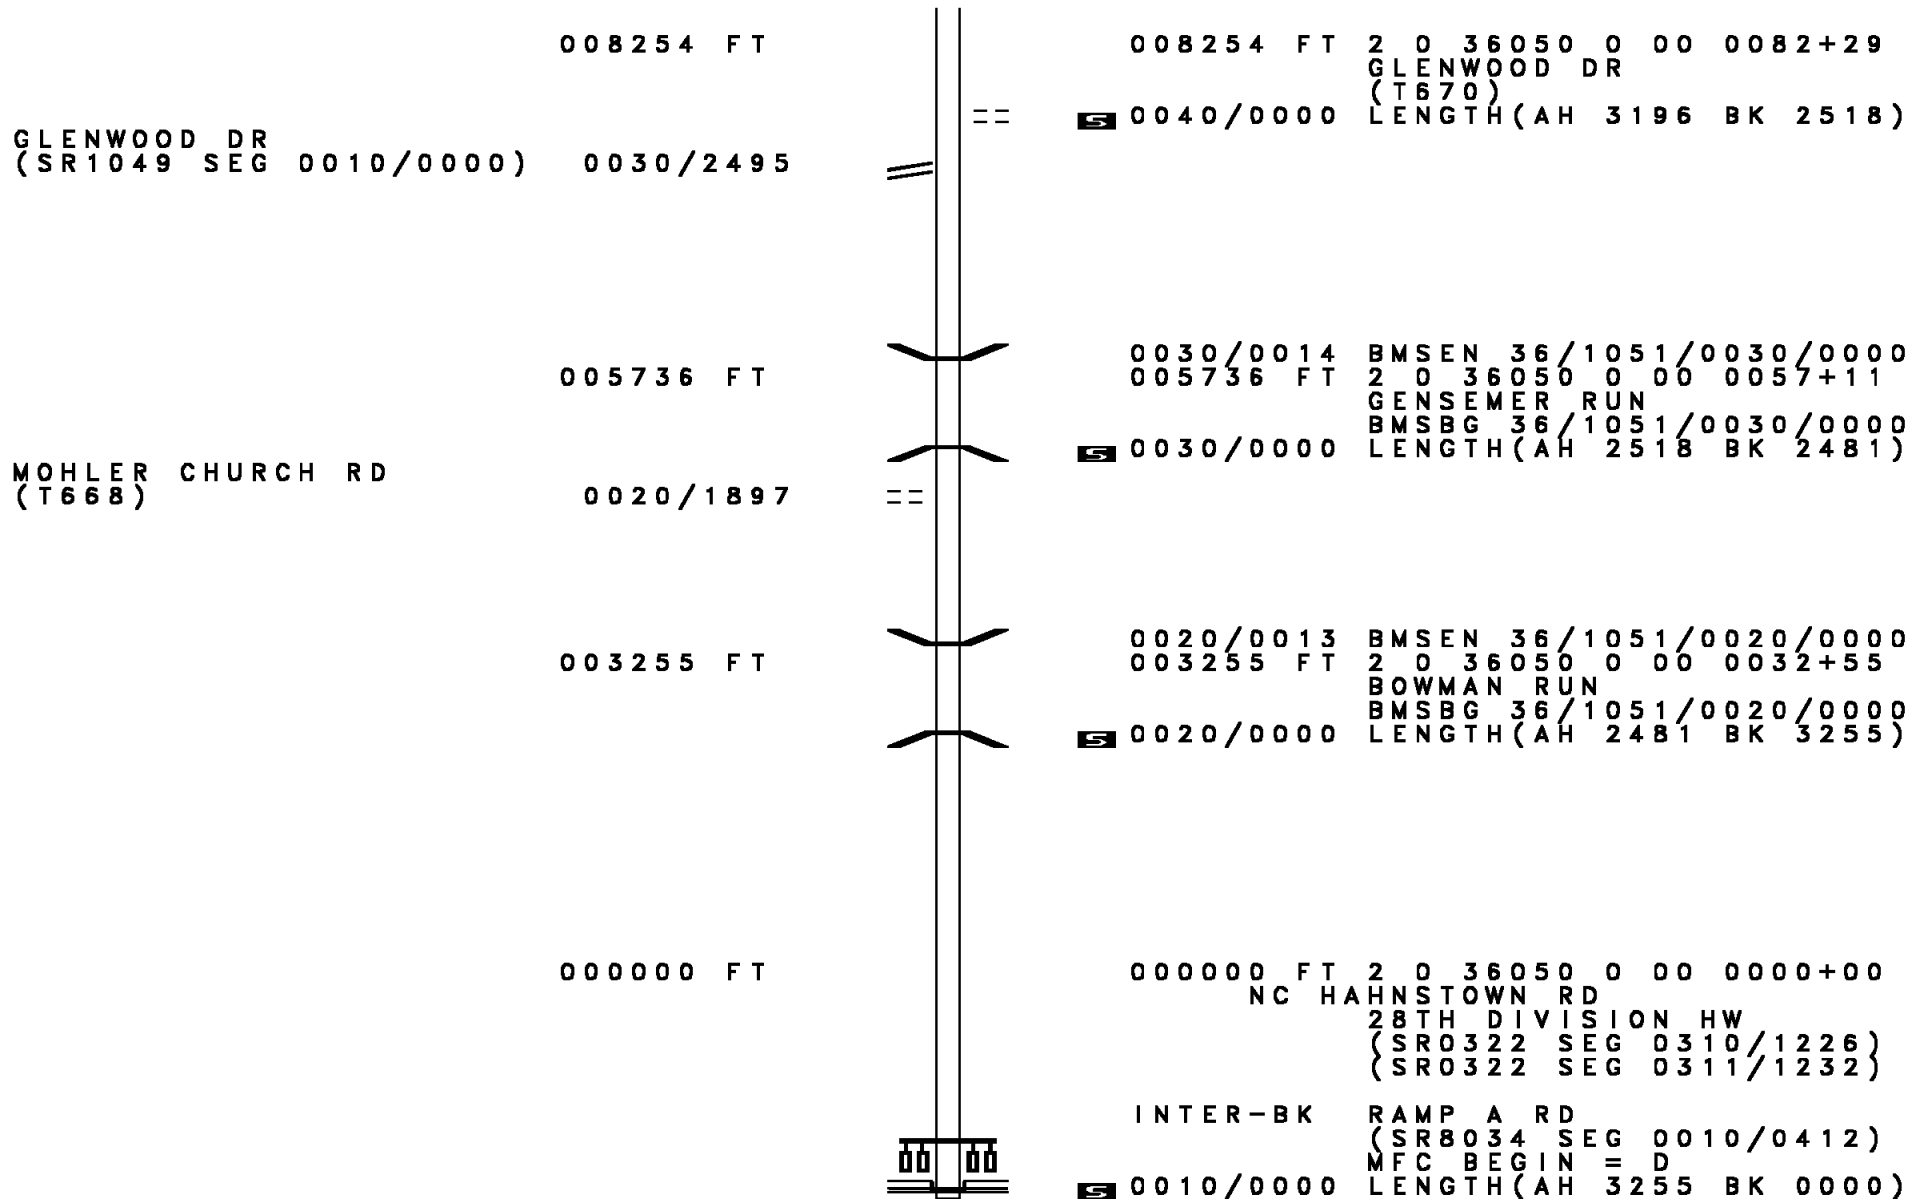 008254 FT 008254 FT 2 0 36050 0 00 0082+29
GLENWOOD DR
(T670)
S 0040/0000 LENGTH(AH 3196 BK 2518)
GLENWOOD DR
(SR1049 SEG 0010/0000) 0030/2495
0030/0014 BMSEN 36/1051/0030/0000
005736 FT 005736 FT 2 0 36050 0 00 0057+11
GENSEMER RUN
BMSBG 36/1051/0030/0000
S 0030/0000 LENGTH(AH 2518 BK 2481)
MOHLER CHURCH RD
(T668) 0020/1897
0020/0013 BMSEN 36/1051/0020/0000
003255 FT 003255 FT 2 0 36050 0 00 0032+55
BOWMAN RUN
BMSBG 36/1051/0020/0000
S 0020/0000 LENGTH(AH 2481 BK 3255)
000000 FT 000000 FT 2 0 36050 0 00 0000+00
NC HAHNSTOWN RD
28TH DIVISION HW
(SR0322 SEG 0310/1226)
(SR0322 SEG 0311/1232)
INTER-BK RAMP A RD
(SR8034 SEG 0010/0412)
MFC BEGIN = D
S 0010/0000 LENGTH(AH 3255 BK 0000)